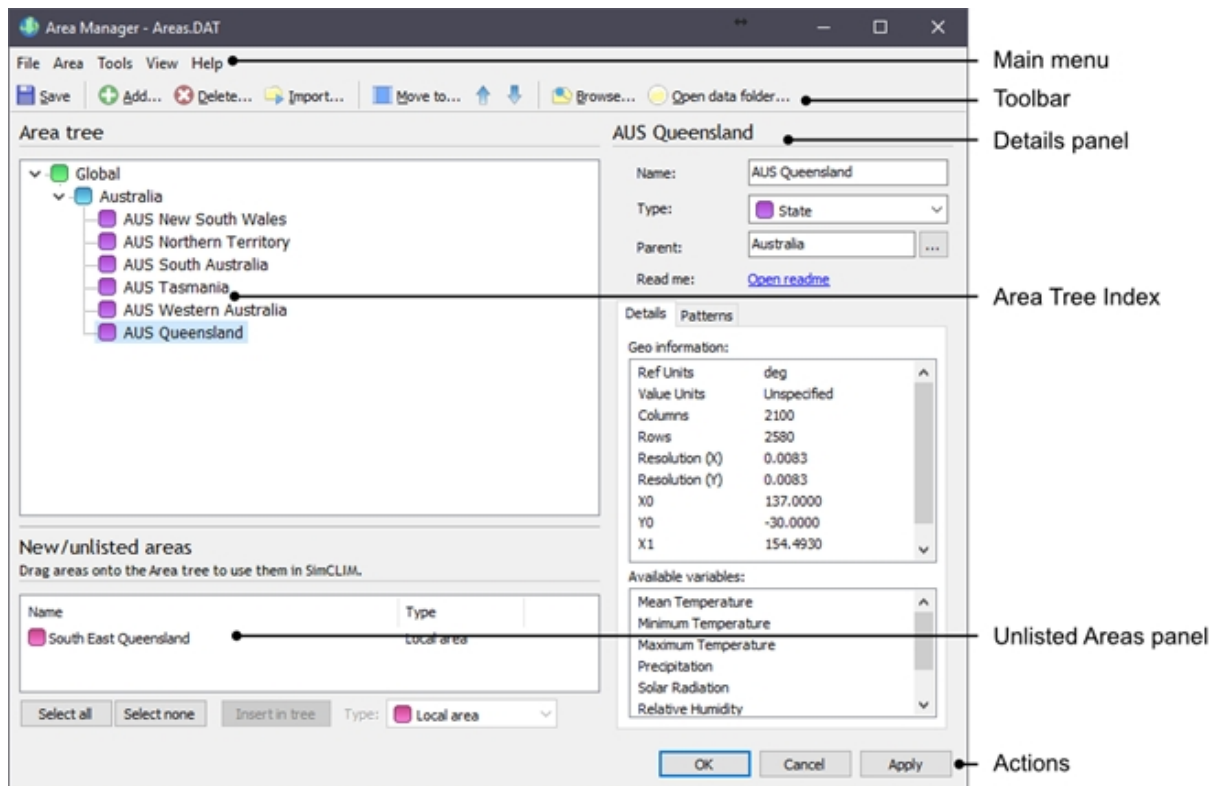 Area Manager - Areas.DAT
File Area Tools View Help
Main menu
Save Add... Delete... Import... Move to... Browse... Open data folder...
Toolbar
Area tree
AUS Queensland
Details panel
Global
Australia
AUS New South Wales
AUS Northern Territory
AUS South Australia
AUS Tasmania
AUS Western Australia
AUS Queensland
Area Tree Index
Name: AUS Queensland
Type: State
Parent: Australia ...
Read me: Open readme
Details Patterns
Geo information:
Ref Units deg
Value Units Unspecified
Columns 2100
Rows 2580
Resolution (X) 0.0083
Resolution (Y) 0.0083
X0 137.0000
Y0 -30.0000
X1 154.4930
New/unlisted areas
Drag areas onto the Area tree to use them in SimCLIM.
Name Type
South East Queensland Local area
Unlisted Areas panel
Select all Select none Insert in tree Type: Local area
Available variables:
Mean Temperature
Minimum Temperature
Maximum Temperature
Precipitation
Solar Radiation
Relative Humidity
OK Cancel Apply
Actions